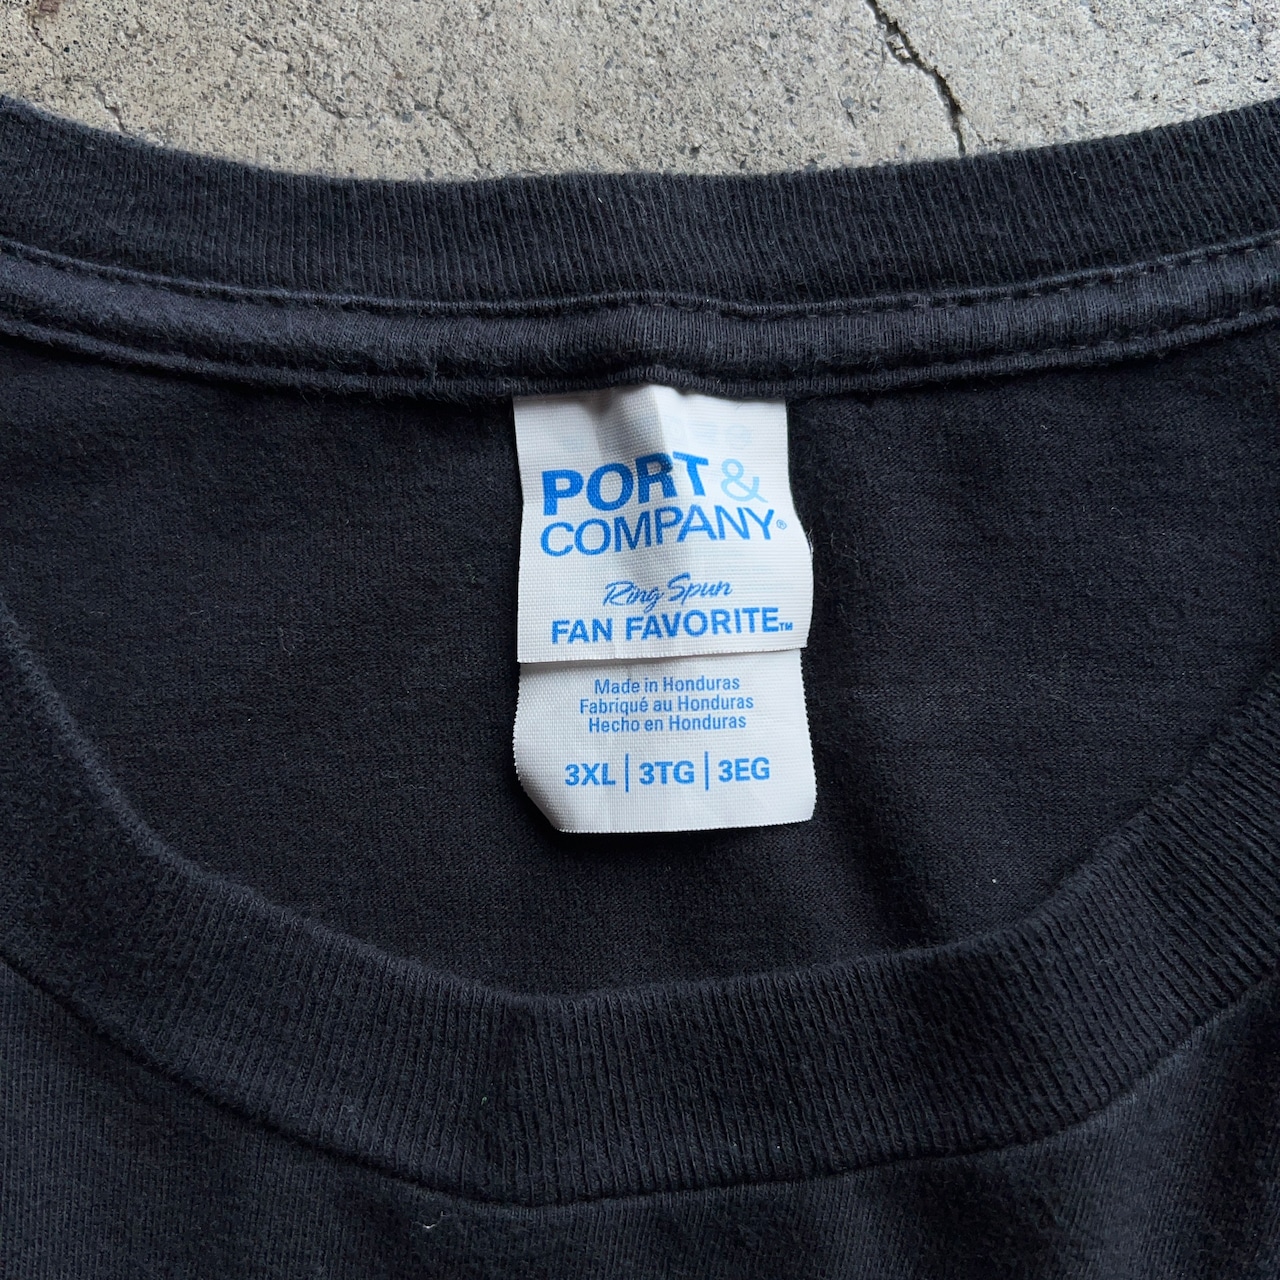 PORT &
COMPANY®
Ring Spun
FAN FAVORITE™
Made in Honduras
Fabriqué au Honduras
Hecho en Honduras
3XL | 3TG | 3EG